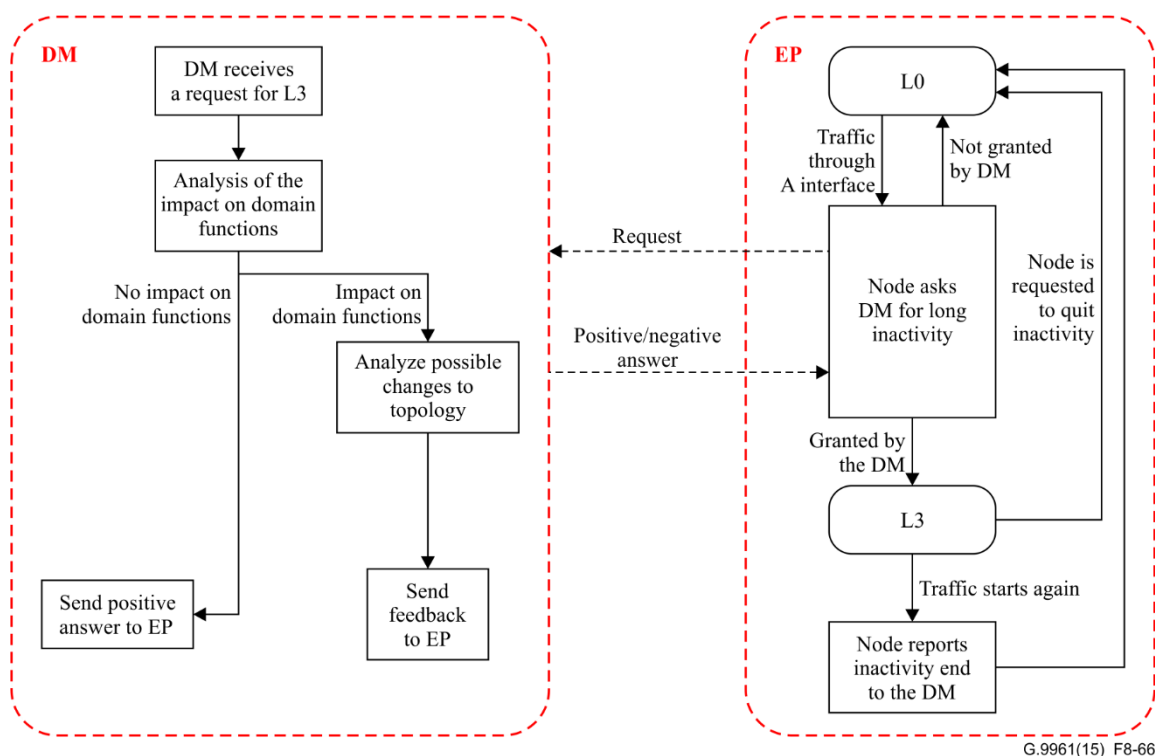 DM
DM receives
a request for L3
Analysis of the
impact on domain
functions
No impact on
domain functions
Impact on
domain functions
Analyze possible
changes to
topology
Send positive
answer to EP
Send
feedback
to EP
Request
Positive/negative
answer
EP
L0
Traffic
through
A interface
Not granted
by DM
Node asks
DM for long
inactivity
Node is
requested
to quit
inactivity
Granted by
the DM
L3
Traffic starts again
Node reports
inactivity end
to the DM
G.9961(15)_F8-66